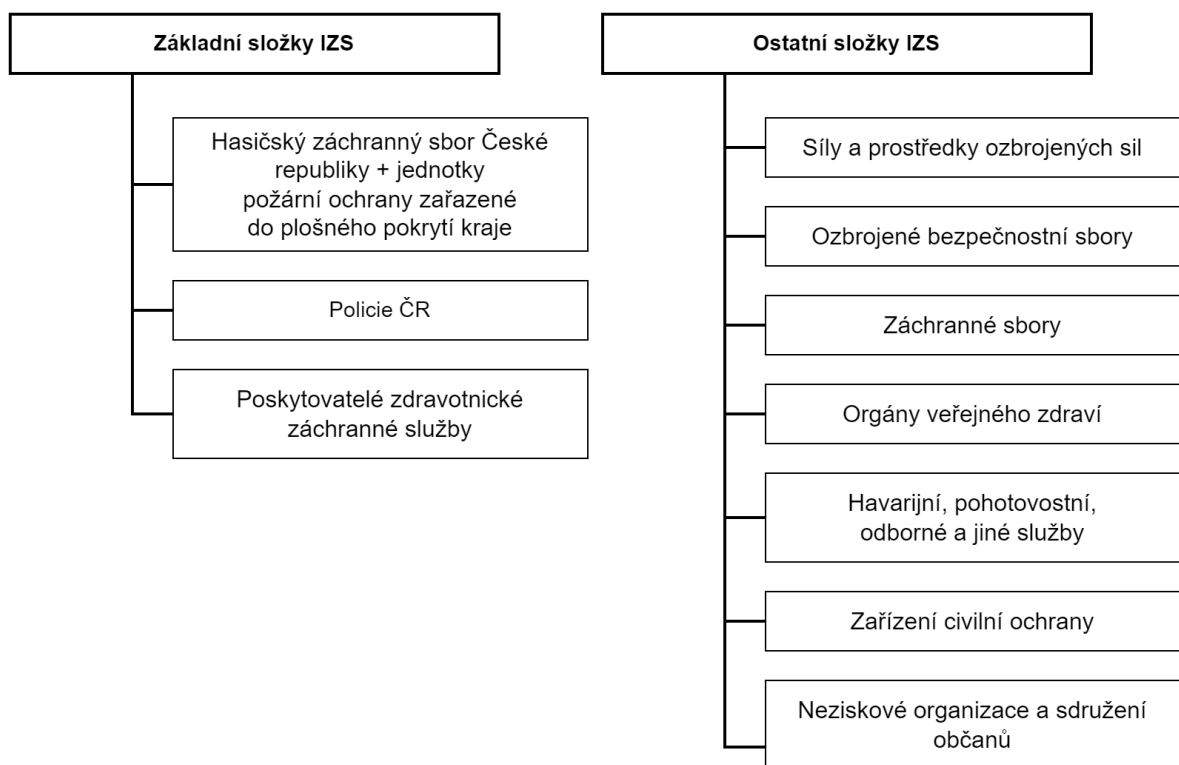 Základní složky IZS
Hasičský záchranný sbor České
republiky + jednotky
požární ochrany zařazené
do plošného pokrytí kraje
Policie ČR
Poskytovatelé zdravotnické
záchranné služby
Ostatní složky IZS
Síly a prostředky ozbrojených sil
Ozbrojené bezpečnostní sbory
Záchranné sbory
Orgány veřejného zdraví
Havarijní, pohotovostní,
odborné a jiné služby
Zařízení civilní ochrany
Neziskové organizace a sdružení
občanů